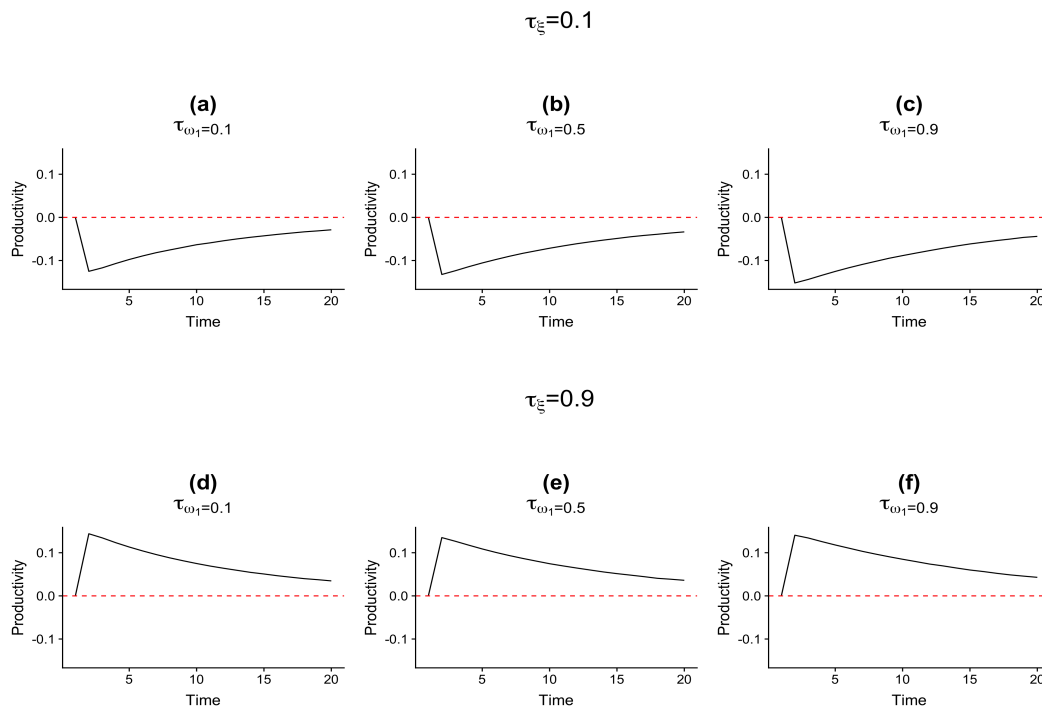 τξ=0.1
(a) (b) (c)
τω1=0.1 τω1=0.5 τω1=0.9
Productivity Productivity Productivity
0.1 0.1 0.1
0.0 0.0 0.0
-0.1 -0.1 -0.1
5 10 15 20 5 10 15 20 5 10 15 20
Time Time Time
τξ=0.9
(d) (e) (f)
τω1=0.1 τω1=0.5 τω1=0.9
Productivity Productivity Productivity
0.1 0.1 0.1
0.0 0.0 0.0
-0.1 -0.1 -0.1
5 10 15 20 5 10 15 20 5 10 15 20
Time Time Time